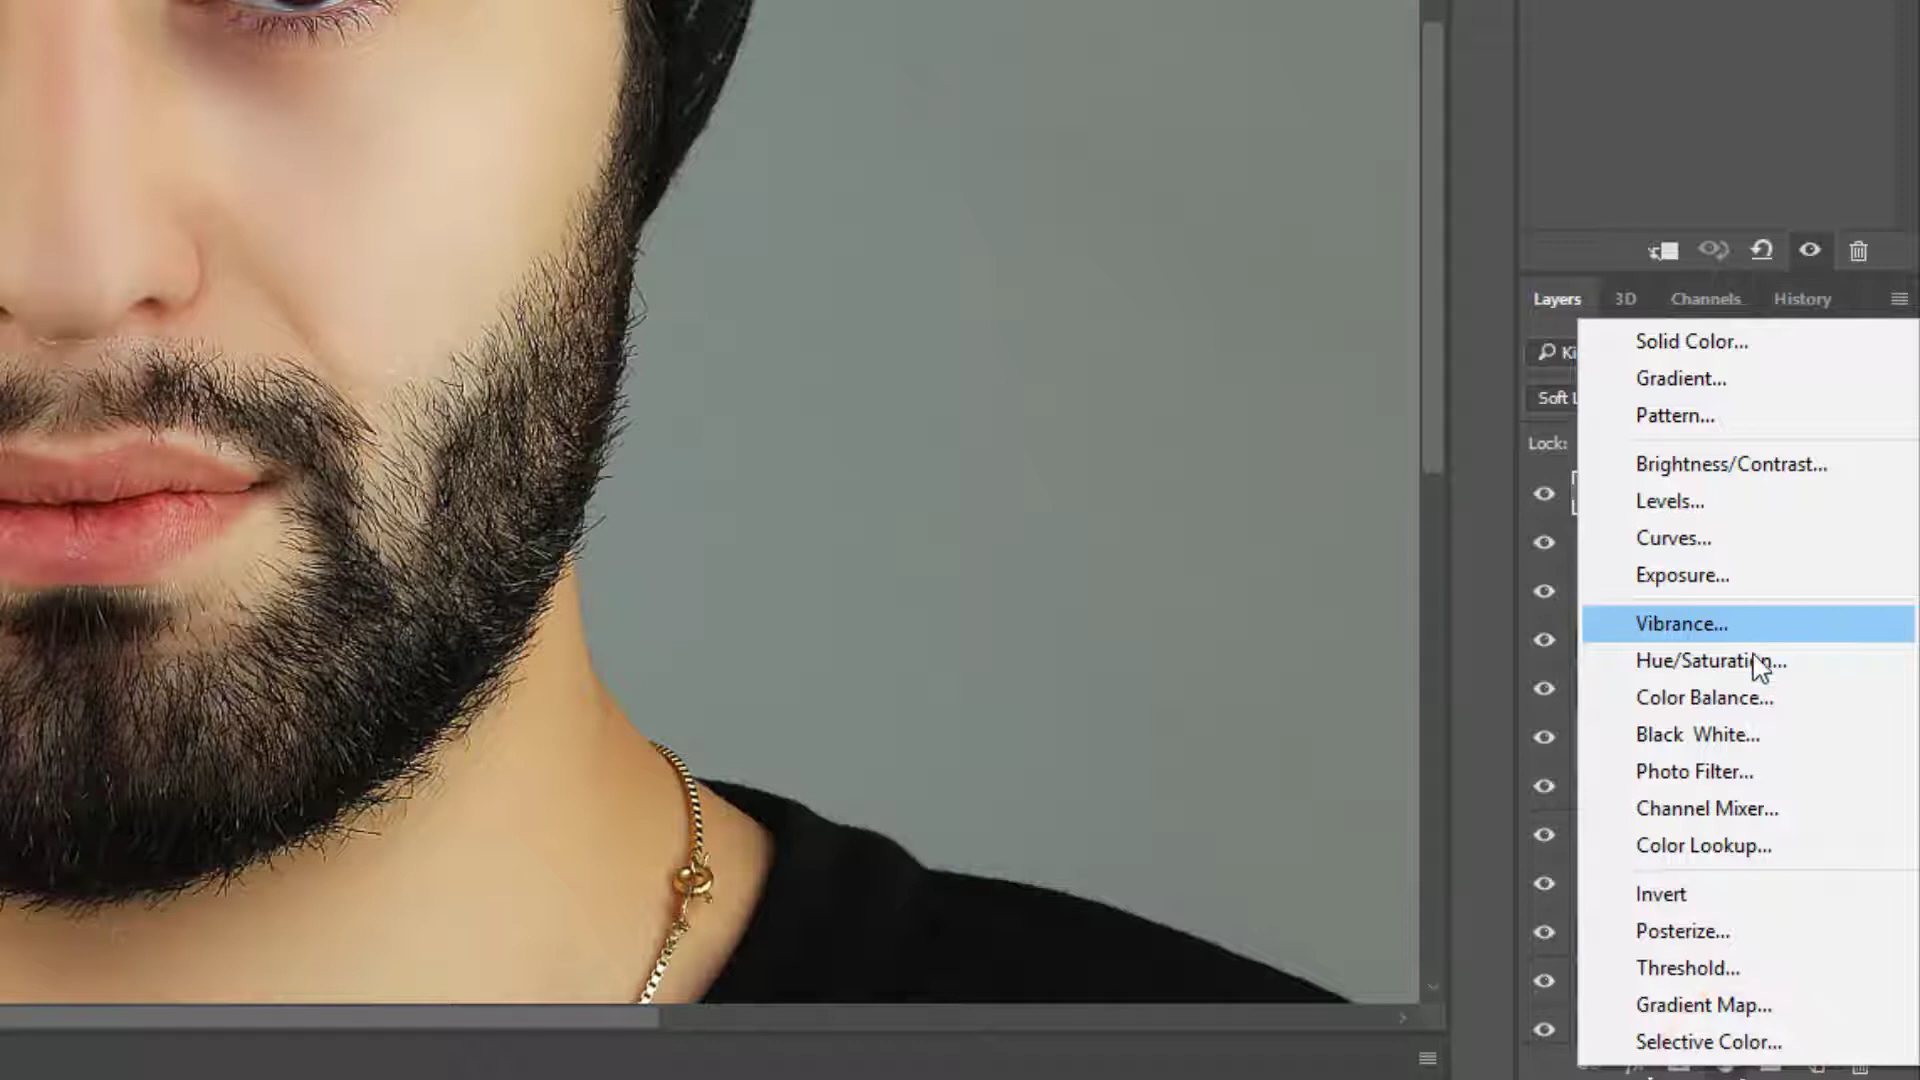 Layers 3D Channels History
Ki
Soft L
Lock:
Solid Color...
Gradient...
Pattern...
Brightness/Contrast...
Levels...
Curves...
Exposure...
Vibrance...
Hue/Saturation...
Color Balance...
Black  White...
Photo Filter...
Channel Mixer...
Color Lookup...
Invert
Posterize...
Threshold...
Gradient Map...
Selective Color...